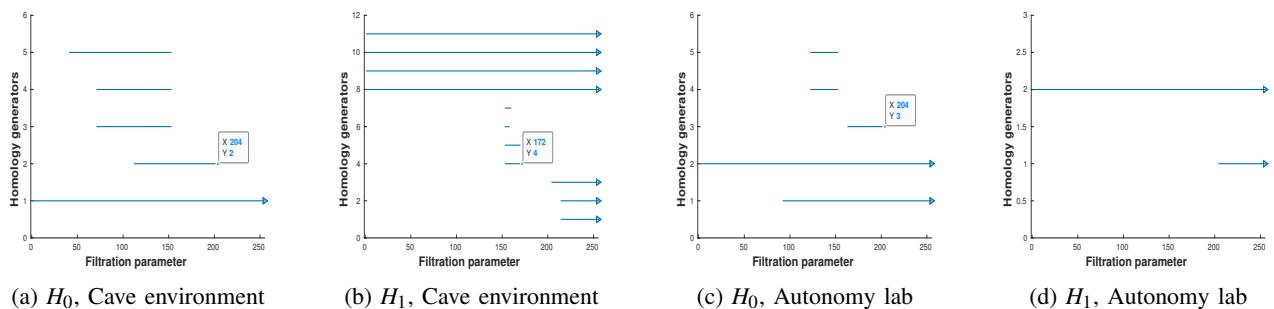 6
5
4
3
2
1
0
0 50 100 150 200 250
Homology generators
Filtration parameter
X 204
Y 2
(a) H₀, Cave environment
12
10
8
6
4
2
0
0 50 100 150 200 250
Homology generators
Filtration parameter
X 172
Y 4
(b) H₁, Cave environment
6
5
4
3
2
1
0
0 50 100 150 200 250
Homology generators
Filtration parameter
X 204
Y 3
(c) H₀, Autonomy lab
3
2.5
2
1.5
1
0.5
0
0 50 100 150 200 250
Homology generators
Filtration parameter
(d) H₁, Autonomy lab